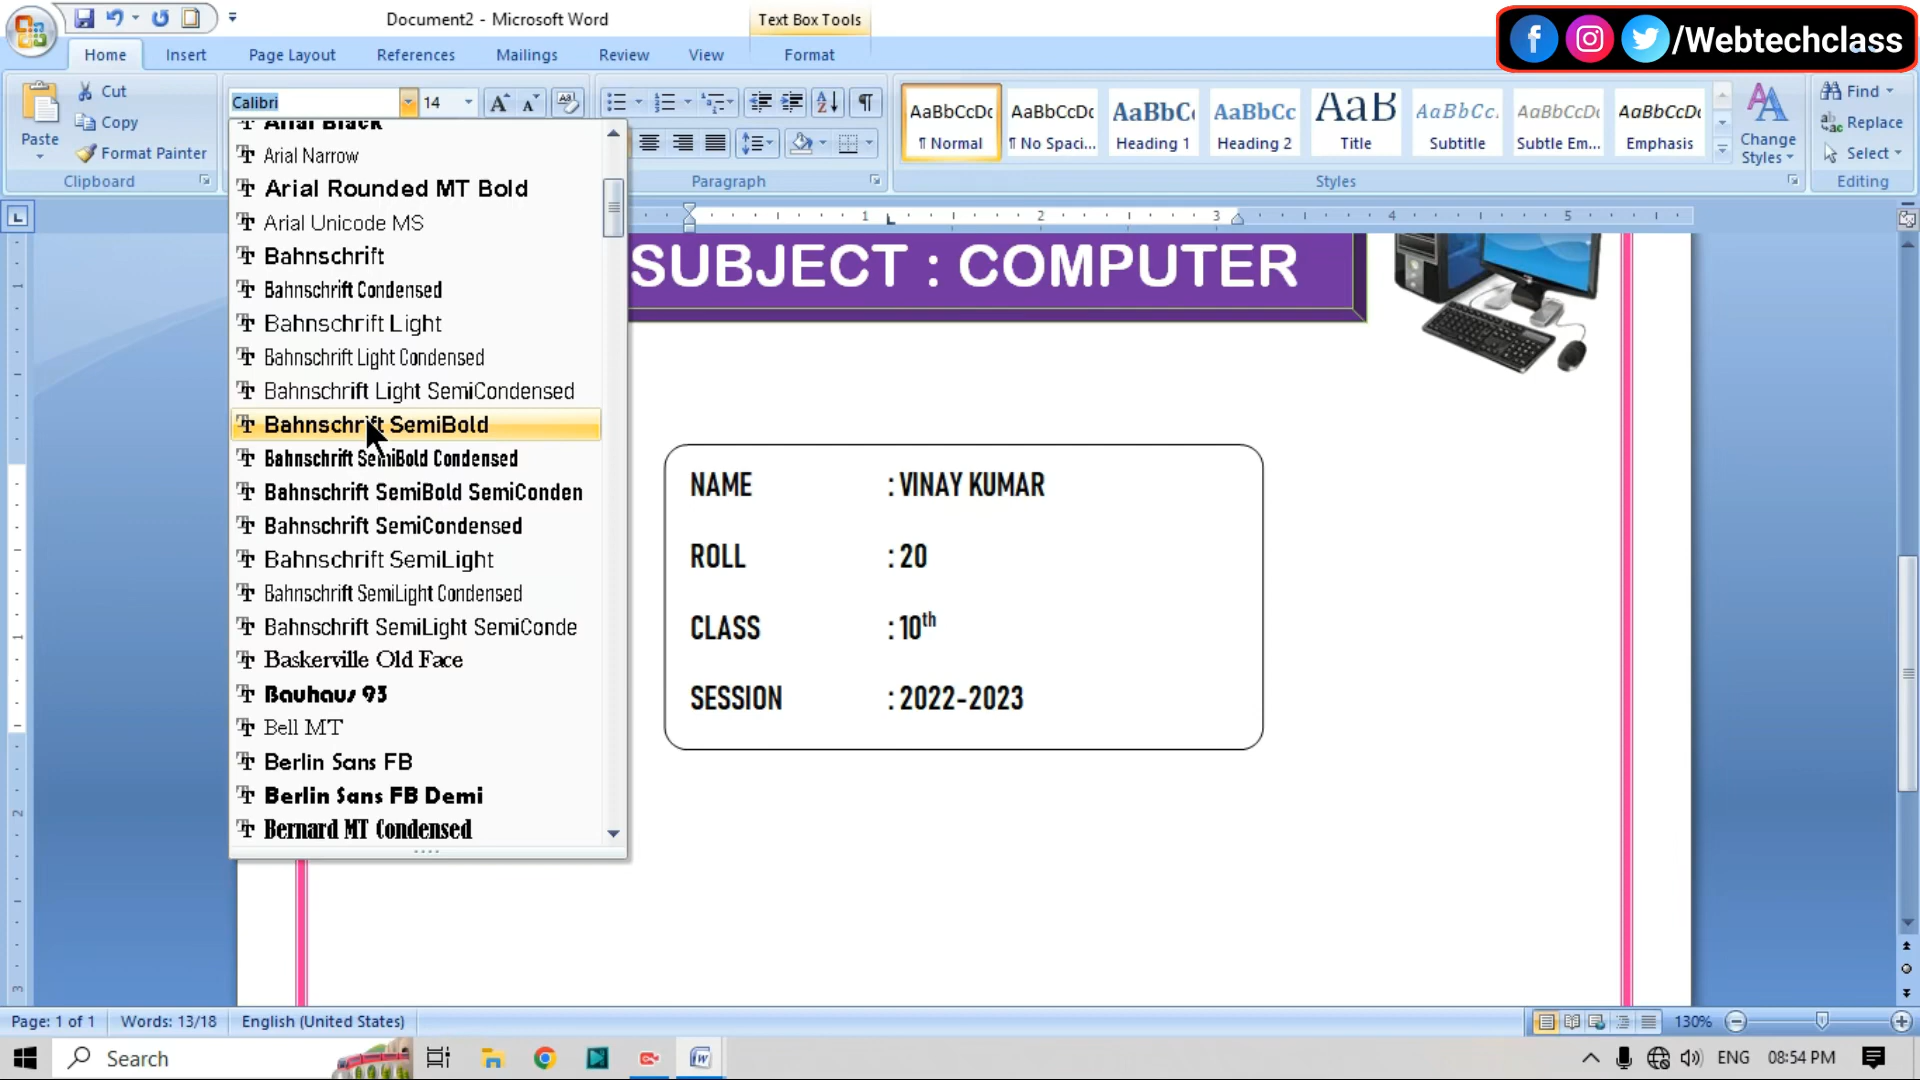 Document2 - Microsoft Word
Text Box Tools
/Webtechclass
Home
Insert
Page Layout
References
Mailings
Review
View
Format
Paste
Cut
Copy
Format Painter
Clipboard
Calibri
14
Paragraph
AaBbCcDc
¶ Normal
AaBbCcDc
¶ No Spaci...
AaBbC
Heading 1
AaBbCc
Heading 2
AaB
Title
AaBbCc.
Subtitle
AaBbCcDc
Subtle Em...
AaBbCcDc
Emphasis
Change
Styles
Styles
Find
Replace
Select
Editing
Arial Black
Arial Narrow
Arial Rounded MT Bold
Arial Unicode MS
Bahnschrift
Bahnschrift Condensed
Bahnschrift Light
Bahnschrift Light Condensed
Bahnschrift Light SemiCondensed
Bahnschrift SemiBold
Bahnschrift SemiBold Condensed
Bahnschrift SemiBold SemiConden
Bahnschrift SemiCondensed
Bahnschrift SemiLight
Bahnschrift SemiLight Condensed
Bahnschrift SemiLight SemiConde
Baskerville Old Face
Bauhaus 93
Bell MT
Berlin Sans FB
Berlin Sans FB Demi
Bernard MT Condensed
1 2 3 4 5
SUBJECT : COMPUTER
NAME : VINAY KUMAR
ROLL : 20
CLASS : 10th
SESSION : 2022-2023
Page: 1 of 1
Words: 13/18
English (United States)
130%
Search
ENG
08:54 PM